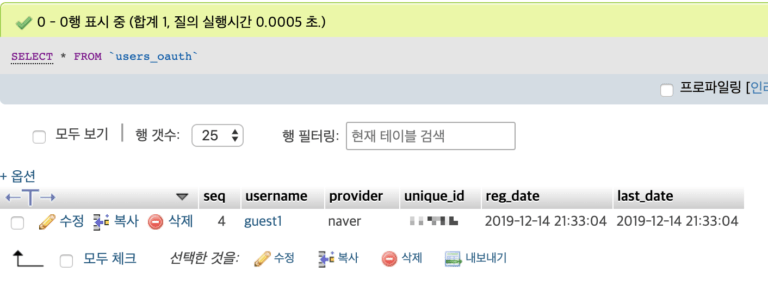 0 - 0행 표시 중 (합계 1, 질의 실행시간 0.0005 초.)
SELECT * FROM `users_oauth`
프로파일링 [인라
모두 보기 | 행 갯수: 25 행 필터링: 현재 테이블 검색
+ 옵션
←T→ seq username provider unique_id reg_date last_date
수정 복사 삭제 4 guest1 naver 2019-12-14 21:33:04 2019-12-14 21:33:04
모두 체크 선택한 것을: 수정 복사 삭제 내보내기